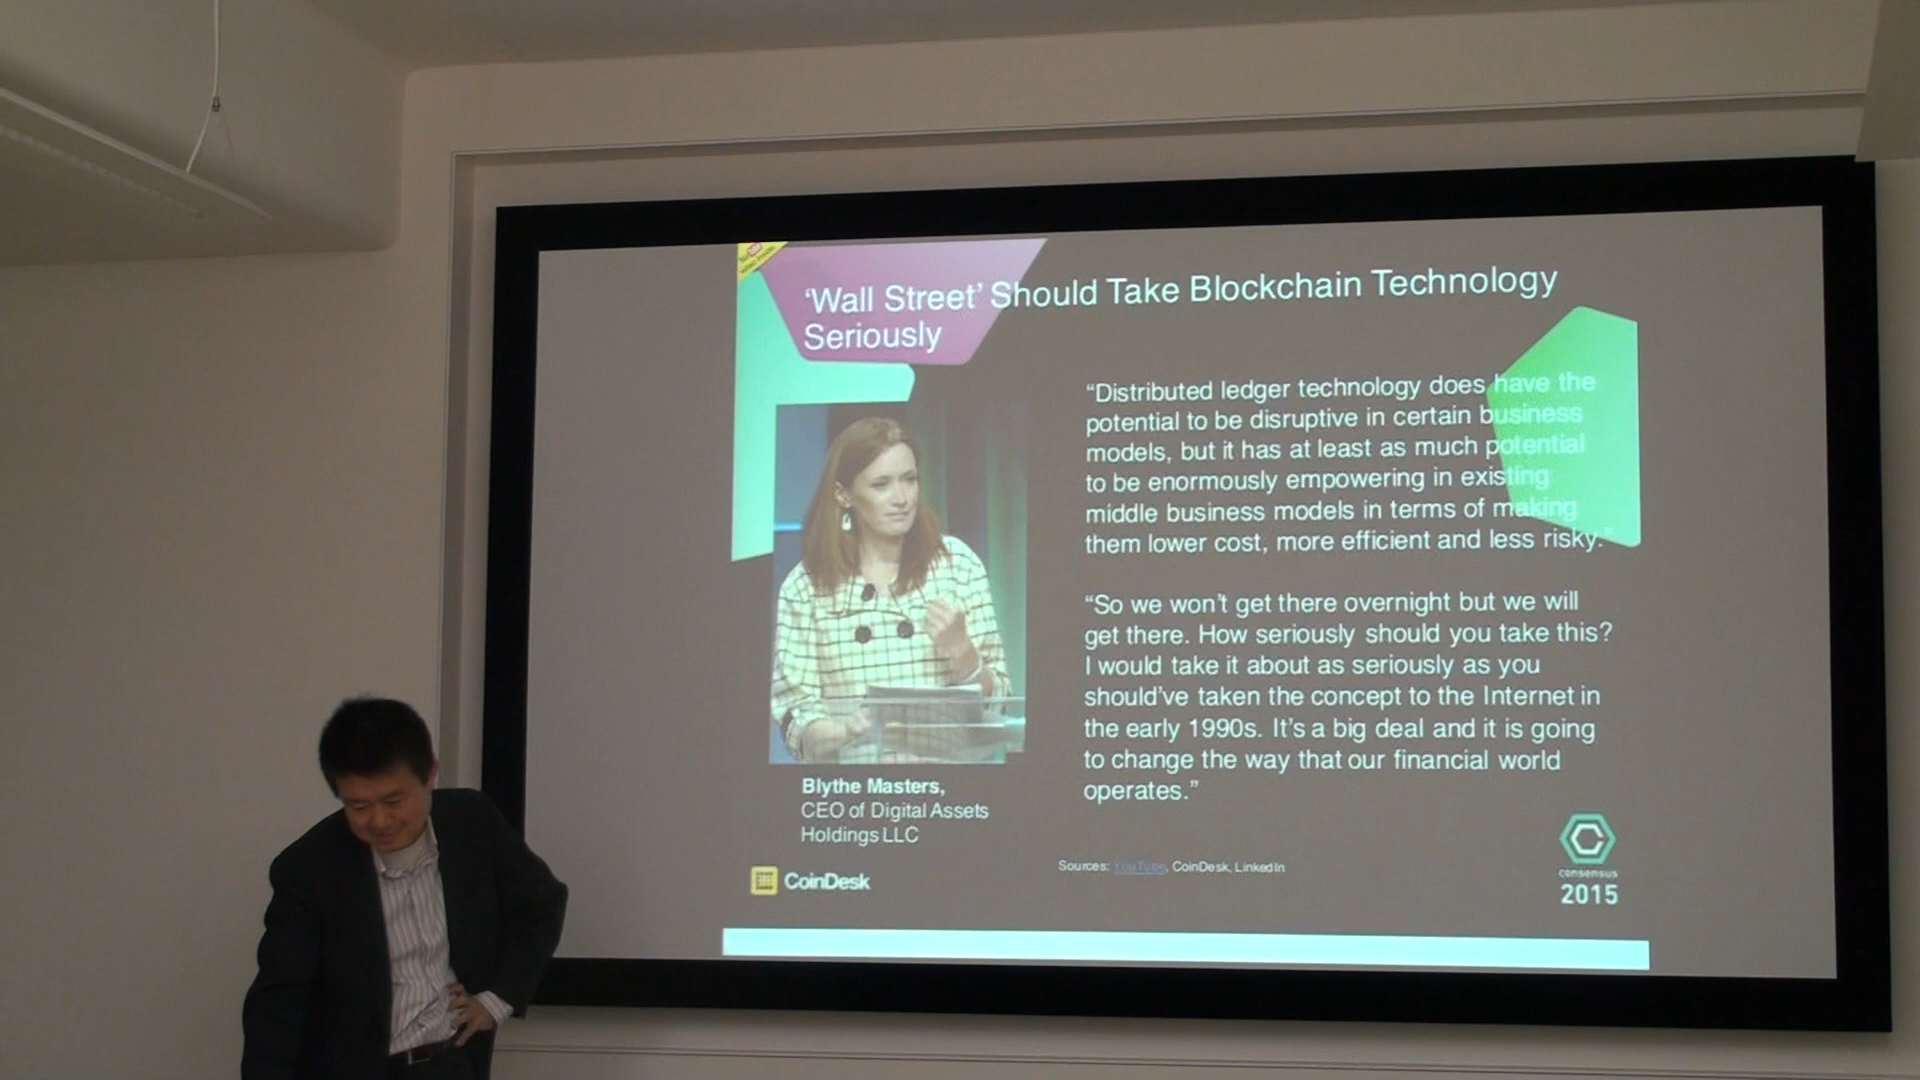 ‘Wall Street’ Should Take Blockchain Technology
Seriously
“Distributed ledger technology does have the
potential to be disruptive in certain business
models, but it has at least as much potential
to be enormously empowering in existing
middle business models in terms of making
them lower cost, more efficient and less risky.”
“So we won’t get there overnight but we will
get there. How seriously should you take this?
I would take it about as seriously as you
should’ve taken the concept to the Internet in
the early 1990s. It’s a big deal and it is going
to change the way that our financial world
operates.”
Blythe Masters,
CEO of Digital Assets
Holdings LLC
Sources: YouTube, CoinDesk, LinkedIn
CoinDesk
consensus
2015